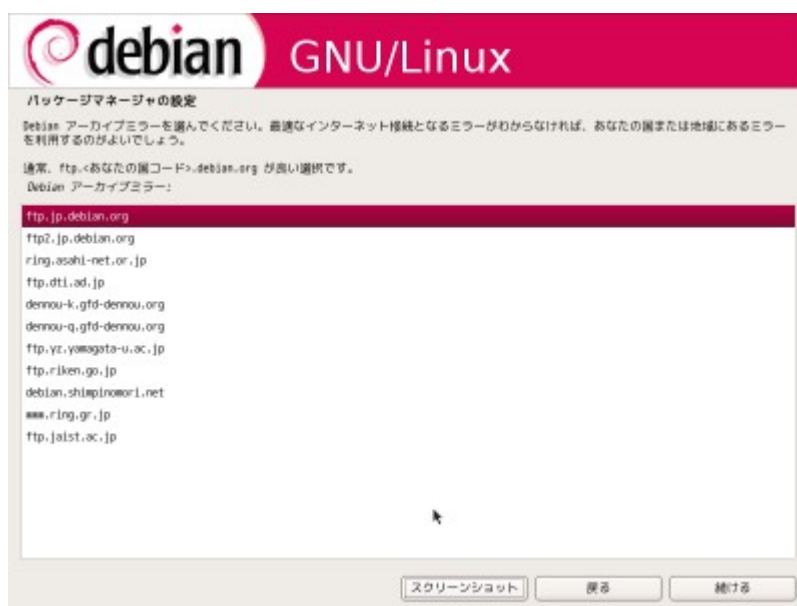 debian GNU/Linux
パッケージマネージャの設定
Debian アーカイブミラーを選んでください。最適なインターネット接続となるミラーがわからなければ、あなたの国または地域にあるミラー
を利用するのがよいでしょう。
通常、ftp.<あなたの国コード>.debian.org が良い選択です。
Debian アーカイブミラー:
ftp.jp.debian.org
ftp2.jp.debian.org
ring.asahi-net.or.jp
ftp.dti.ad.jp
dennou-k.gfd-dennou.org
dennou-q.gfd-dennou.org
ftp.yz.yamagata-u.ac.jp
ftp.riken.go.jp
debian.shimpinomori.net
www.ring.gr.jp
ftp.jaist.ac.jp
スクリーンショット
戻る
続ける